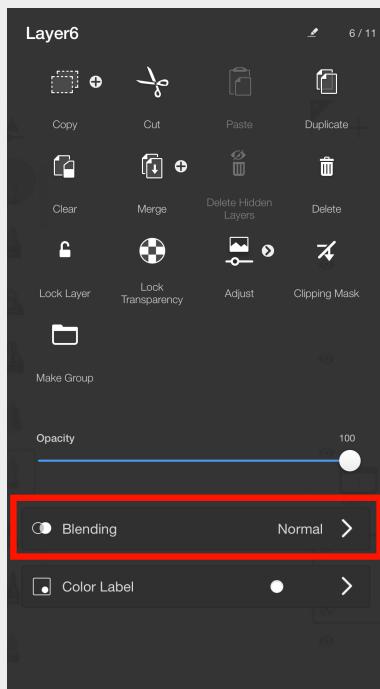 Layer6 6 / 11
Copy Cut Paste Duplicate
Clear Merge Delete Hidden Layers Delete
Lock Layer Lock Transparency Adjust Clipping Mask
Make Group
Opacity 100
Blending Normal
Color Label